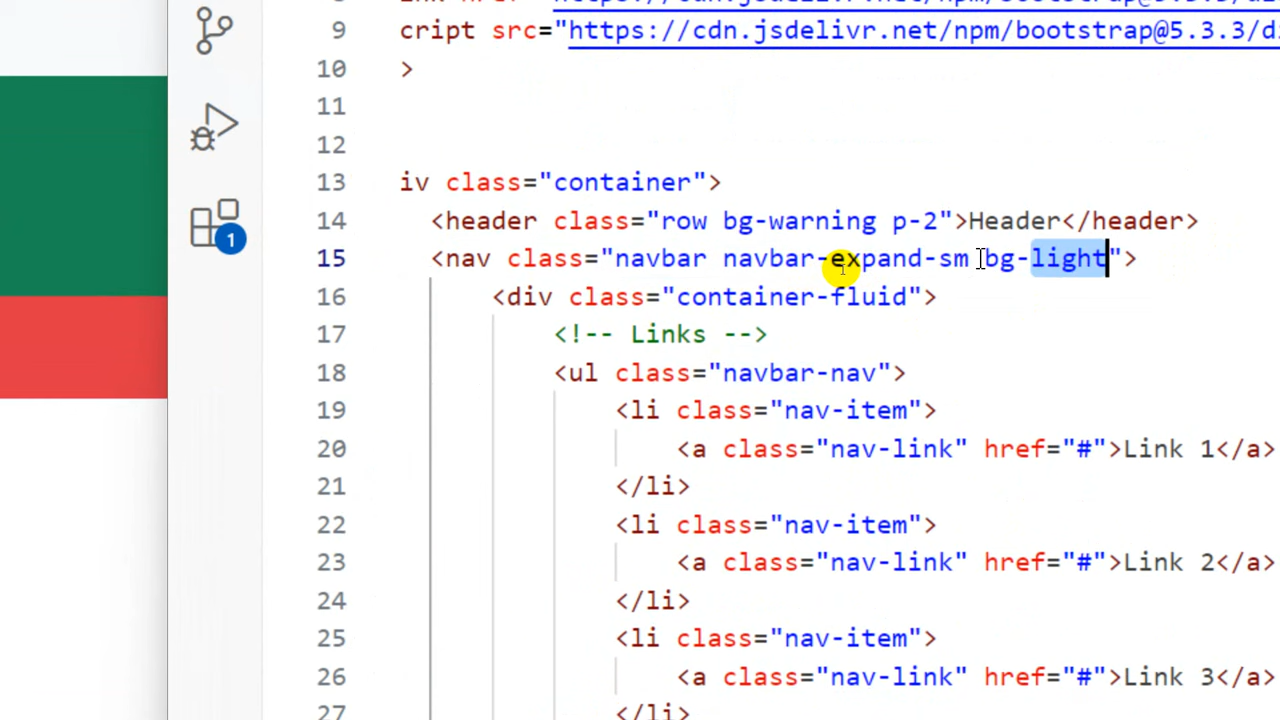 9 cript src="https://cdn.jsdelivr.net/npm/bootstrap@5.3.3/di
10 >
11
12
13 iv class="container">
14 <header class="row bg-warning p-2">Header</header>
15 <nav class="navbar navbar-expand-sm bg-light">
16 <div class="container-fluid">
17 <!-- Links -->
18 <ul class="navbar-nav">
19 <li class="nav-item">
20 <a class="nav-link" href="#">Link 1</a>
21 </li>
22 <li class="nav-item">
23 <a class="nav-link" href="#">Link 2</a>
24 </li>
25 <li class="nav-item">
26 <a class="nav-link" href="#">Link 3</a>
27 </li>
1